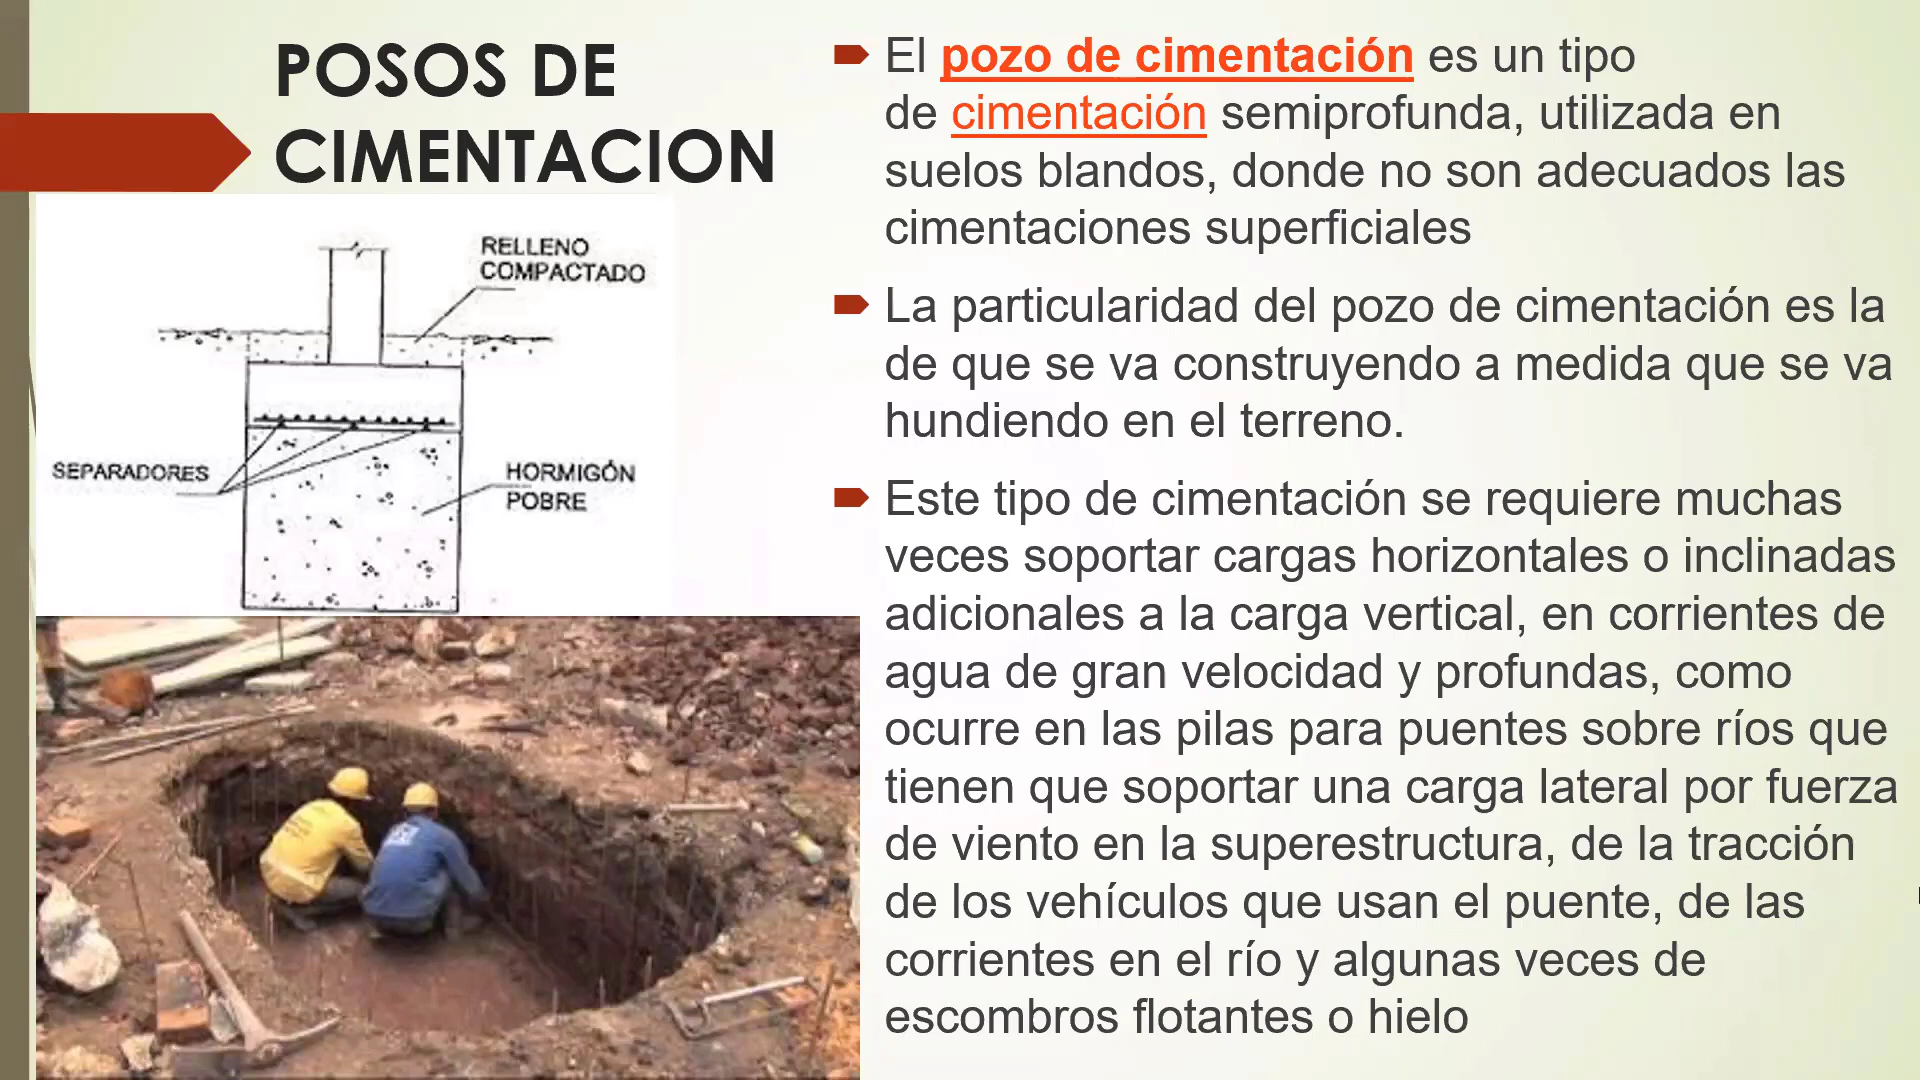 POSOS DE
CIMENTACION
RELLENO
COMPACTADO
SEPARADORES
HORMIGÓN
POBRE
El pozo de cimentación es un tipo
de cimentación semiprofunda, utilizada en
suelos blandos, donde no son adecuados las
cimentaciones superficiales
La particularidad del pozo de cimentación es la
de que se va construyendo a medida que se va
hundiendo en el terreno.
Este tipo de cimentación se requiere muchas
veces soportar cargas horizontales o inclinadas
adicionales a la carga vertical, en corrientes de
agua de gran velocidad y profundas, como
ocurre en las pilas para puentes sobre ríos que
tienen que soportar una carga lateral por fuerza
de viento en la superestructura, de la tracción
de los vehículos que usan el puente, de las
corrientes en el río y algunas veces de
escombros flotantes o hielo